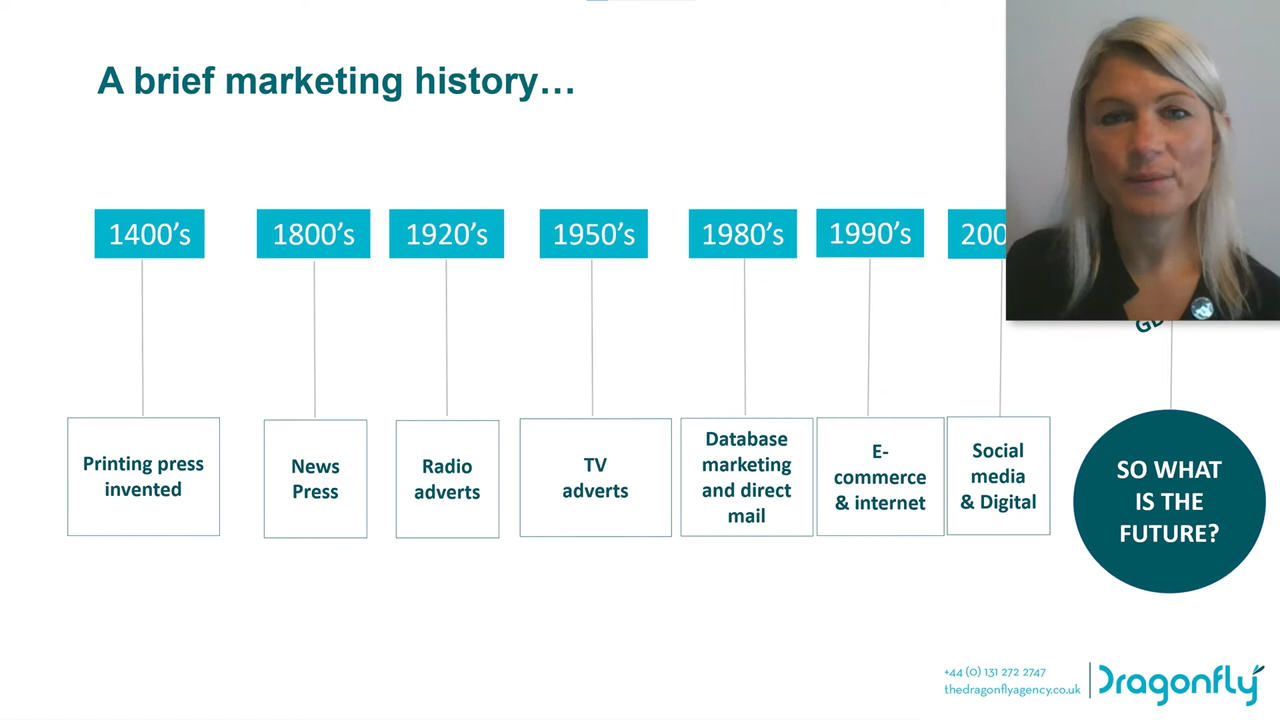 A brief marketing history…
1400’s
1800’s
1920’s
1950’s
1980’s
1990’s
Printing press
invented
News
Press
Radio
adverts
TV
adverts
Database
marketing
and direct
mail
E-
commerce
& internet
Social
media
& Digital
SO WHAT
IS THE
FUTURE?
+44 (0) 131 272 2747
thedragonflyagency.co.uk
Dragonfly